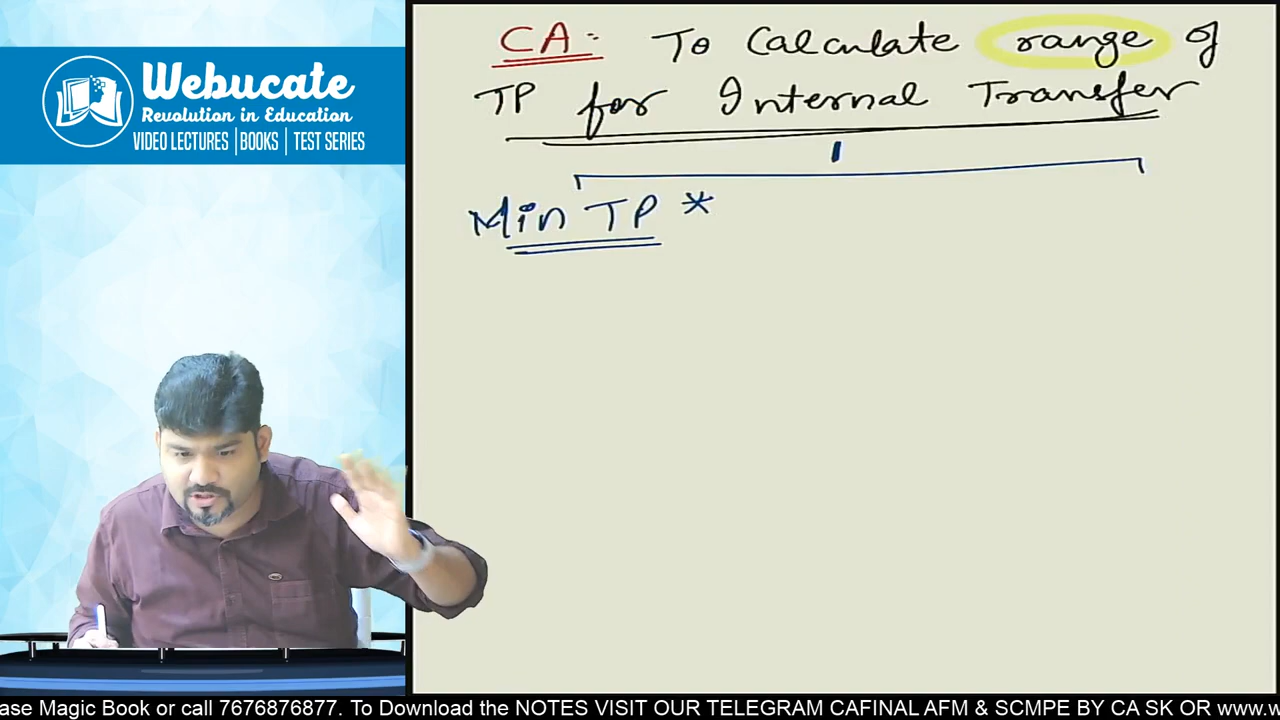 Webucate
Revolution in Education
VIDEO LECTURES | BOOKS | TEST SERIES
CA:- To Calculate range of
TP for Internal Transfer
Min TP *
ase Magic Book or call 7676876877. To Download the NOTES VISIT OUR TELEGRAM CAFINAL AFM & SCMPE BY CA SK OR www.w